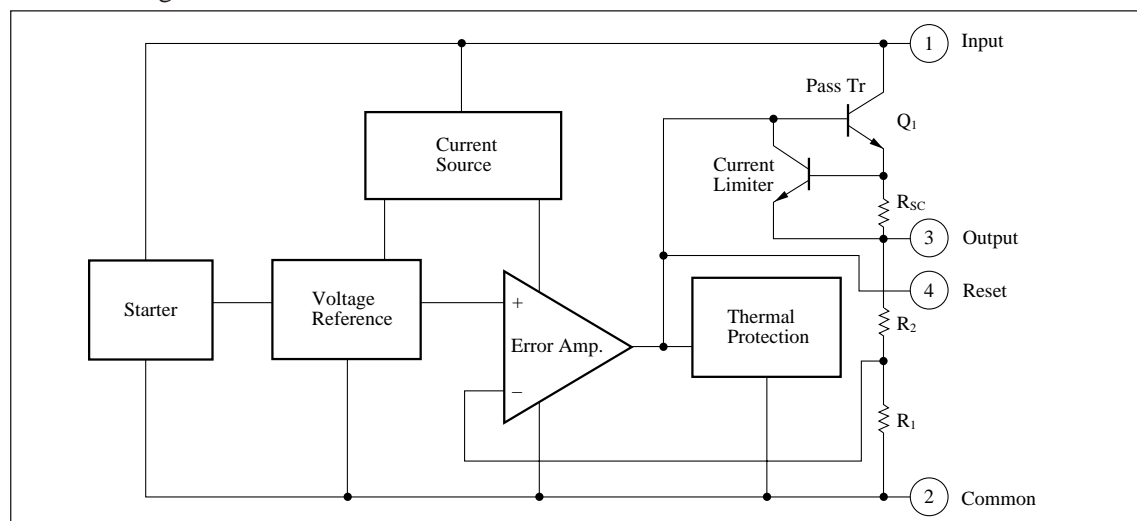 1 Input
Pass Tr
Q1
Current
Source
Current
Limiter
RSC
3 Output
4 Reset
Starter
Voltage
Reference
+
Error Amp.
−
Thermal
Protection
R2
R1
2 Common